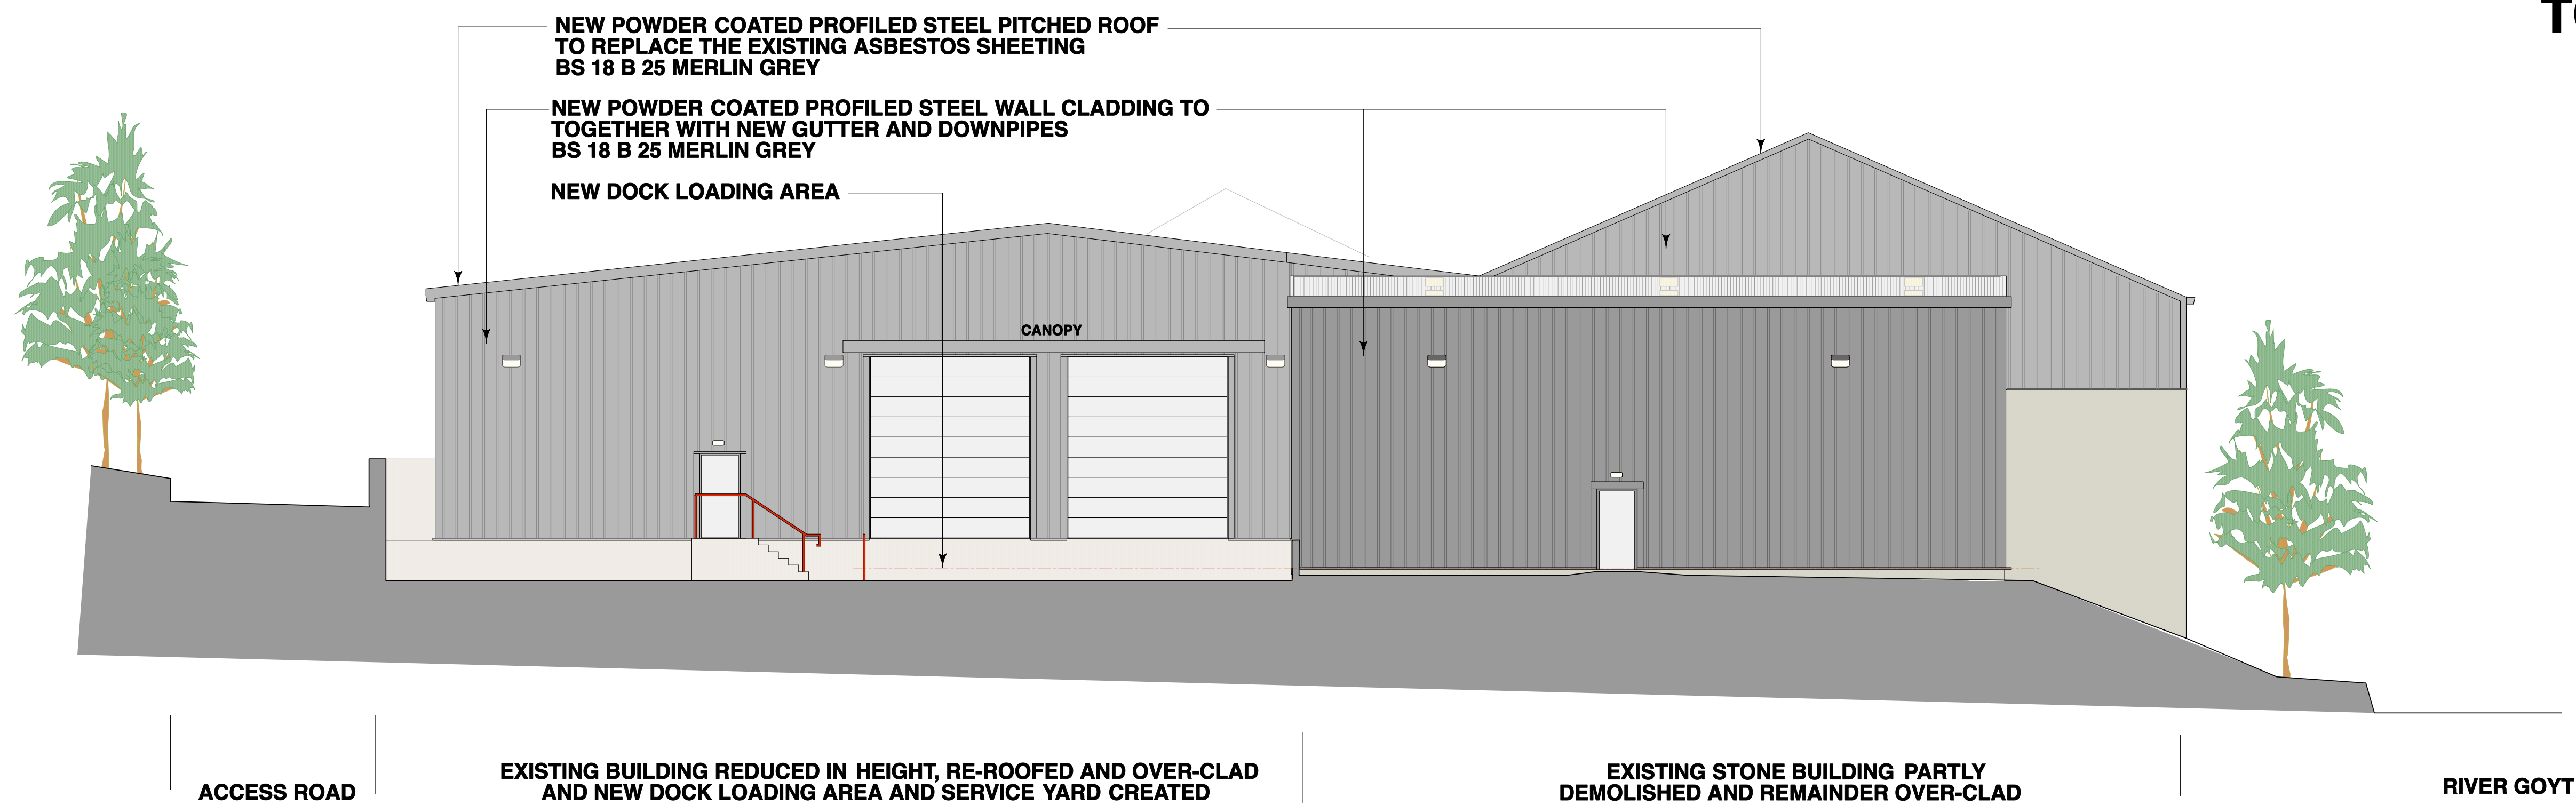 NEW POWDER COATED PROFILED STEEL PITCHED ROOF
TO REPLACE THE EXISTING ASBESTOS SHEETING
BS 18 B 25 MERLIN GREY
NEW POWDER COATED PROFILED STEEL WALL CLADDING TO
TOGETHER WITH NEW GUTTER AND DOWNPIPES
BS 18 B 25 MERLIN GREY
NEW DOCK LOADING AREA
CANOPY
ACCESS ROAD
EXISTING BUILDING REDUCED IN HEIGHT, RE-ROOFED AND OVER-CLAD
AND NEW DOCK LOADING AREA AND SERVICE YARD CREATED
EXISTING STONE BUILDING PARTLY
DEMOLISHED AND REMAINDER OVER-CLAD
RIVER GOYT